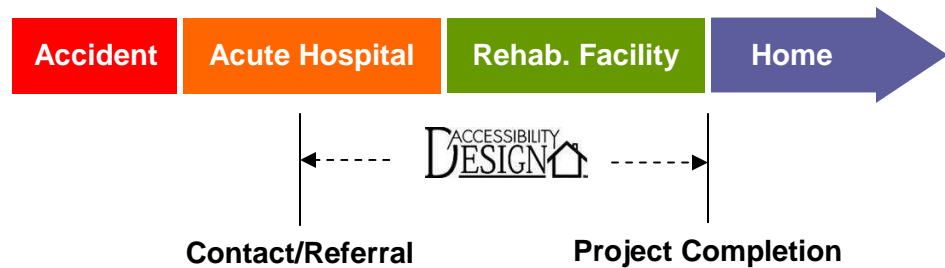 Accident Acute Hospital Rehab. Facility Home
ACCESSIBILITY
DESIGN
Contact/Referral Project Completion